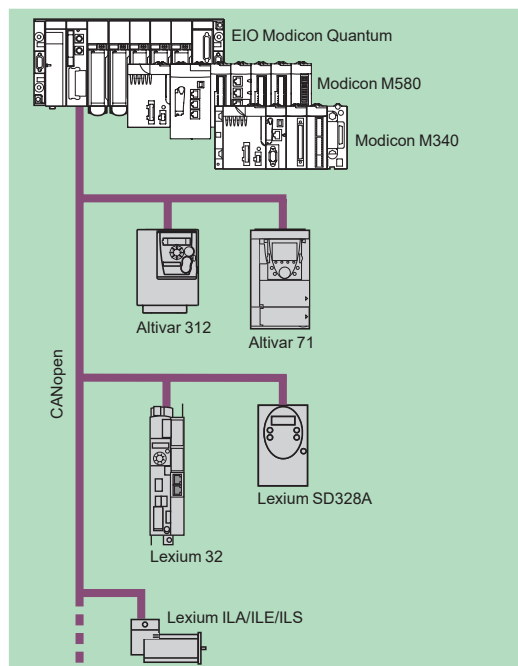 EIO Modicon Quantum
Modicon M580
Modicon M340
Altivar 312
Altivar 71
CANopen
Lexium SD328A
Lexium 32
Lexium ILA/ILE/ILS